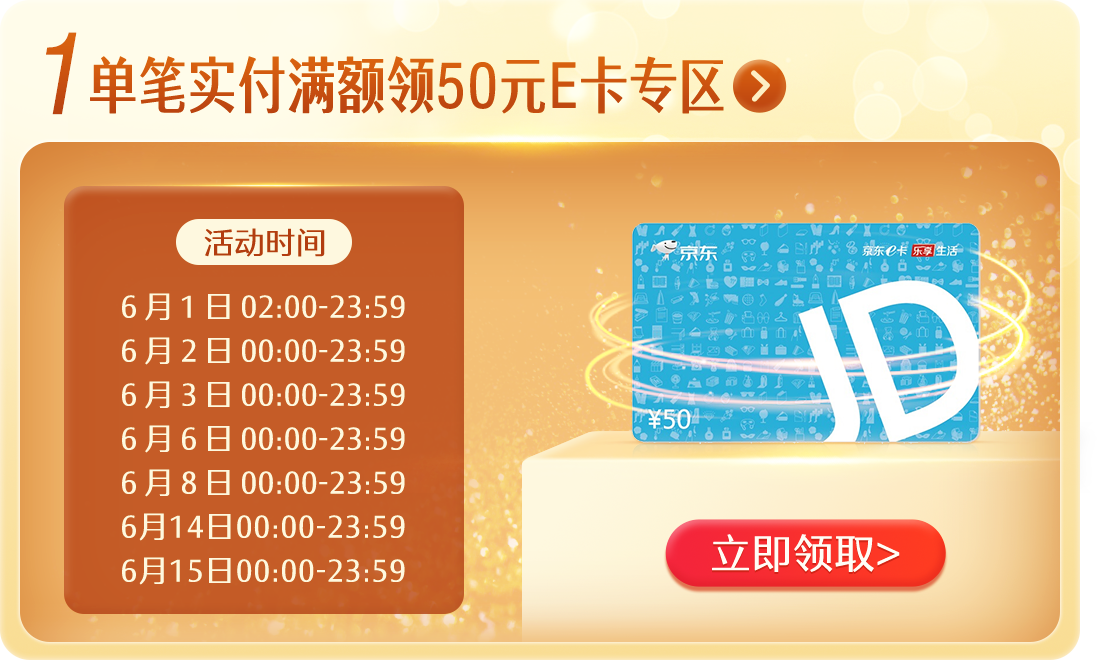 1 单笔实付满额领50元E卡专区 >
活动时间
6月1日 02:00-23:59
6月2日 00:00-23:59
6月3日 00:00-23:59
6月6日 00:00-23:59
6月8日 00:00-23:59
6月14日00:00-23:59
6月15日00:00-23:59
京东
京东e卡 乐享生活
JD
¥50
立即领取>